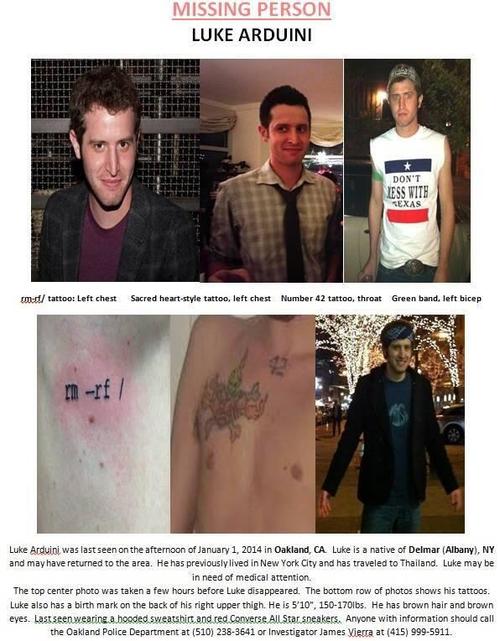 MISSING PERSON
LUKE ARDUINI
DON'T
MESS WITH
TEXAS
rm-rf/ tattoo: Left chest Sacred heart-style tattoo, left chest Number 42 tattoo, throat Green band, left bicep
rm -rf /
42
Luke Arduini was last seen on the afternoon of January 1, 2014 in Oakland, CA. Luke is a native of Delmar (Albany), NY
and may have returned to the area. He has previously lived in New York City and has traveled to Thailand. Luke may be
in need of medical attention.
The top center photo was taken a few hours before Luke disappeared. The bottom row of photos shows his tattoos.
Luke also has a birth mark on the back of his right upper thigh. He is 5'10", 150-170lbs. He has brown hair and brown
eyes. Last seen wearing a hooded sweatshirt and red Converse All Star sneakers. Anyone with information should call
the Oakland Police Department at (510) 238-3641 or Investigator James Vierra at (415) 999-5911.